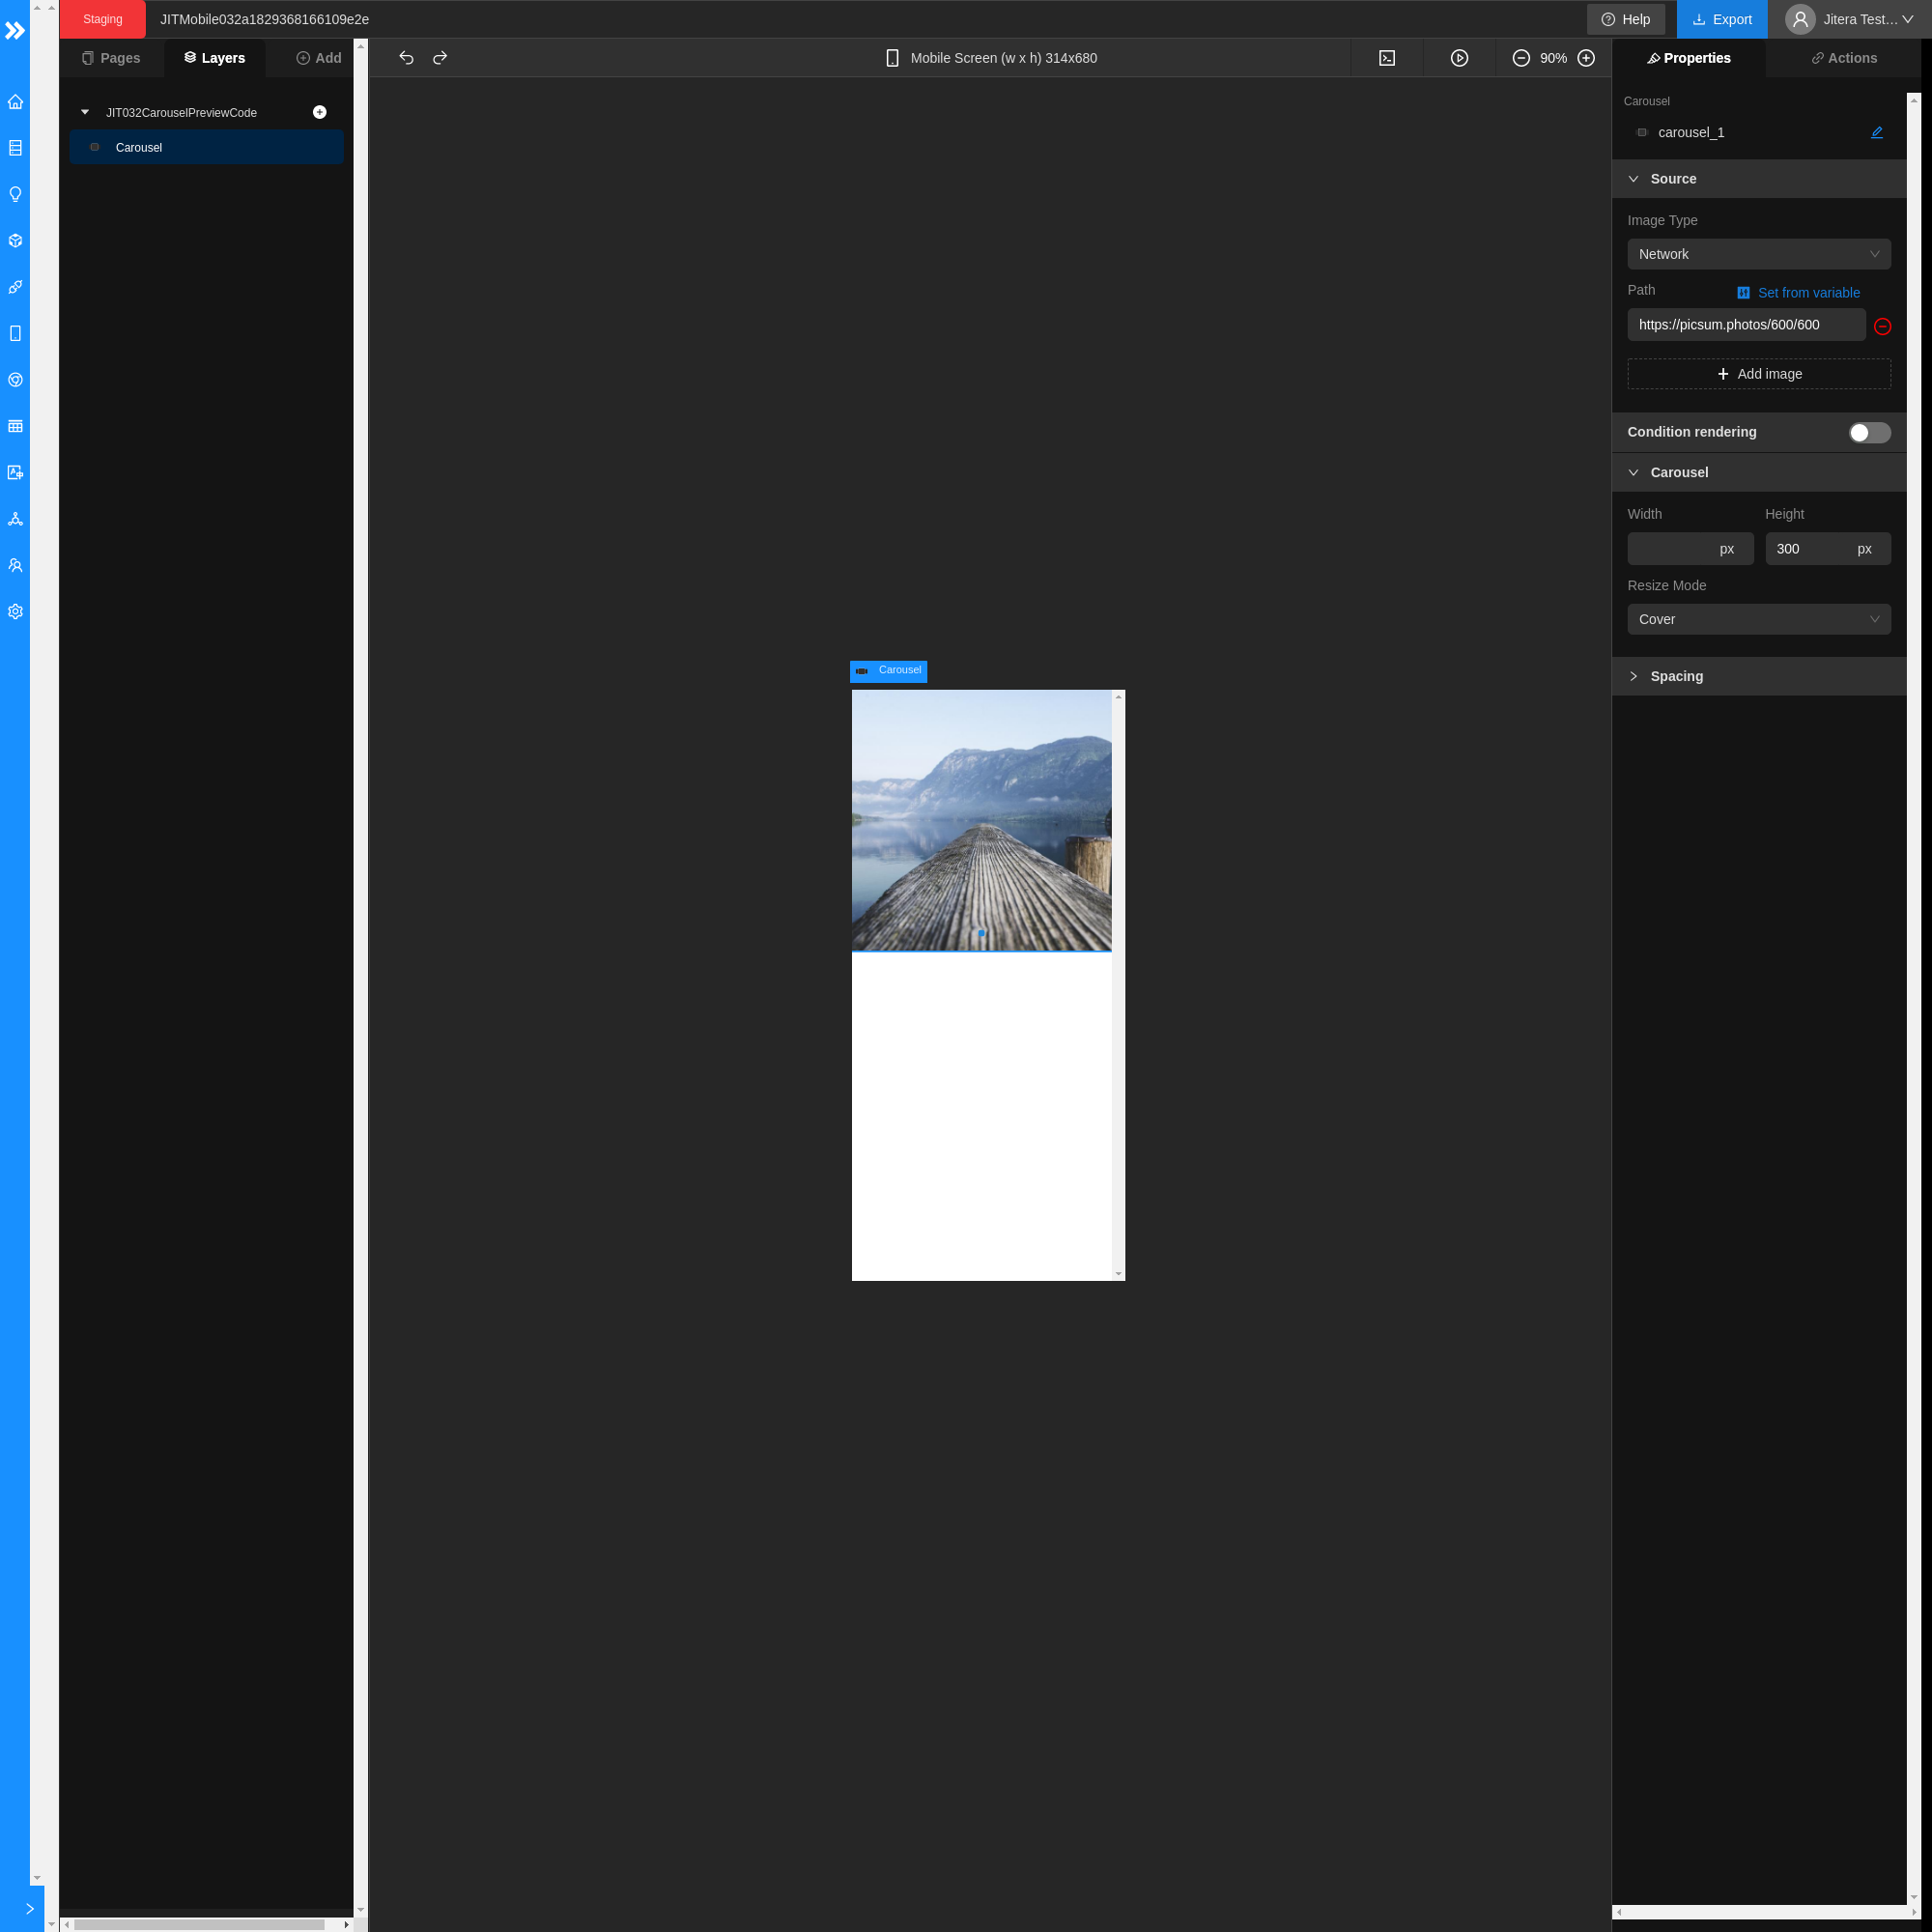 Staging
JITMobile032a1829368166109e2e
Help
Export
Jitera Test...
Pages
Layers
Add
Mobile Screen (w x h) 314x680
90%
Properties
Actions
JIT032CarouselPreviewCode
Carousel
Carousel
carousel_1
Source
Image Type
Network
Path
Set from variable
https://picsum.photos/600/600
Add image
Condition rendering
Carousel
Width
Height
px
300
px
Resize Mode
Cover
Spacing
Carousel